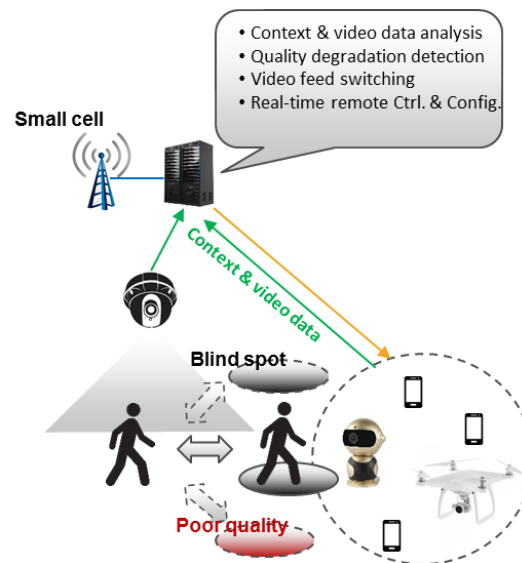 • Context & video data analysis
• Quality degradation detection
• Video feed switching
• Real-time remote Ctrl. & Config.
Small cell
Context & video data
Blind spot
Poor quality